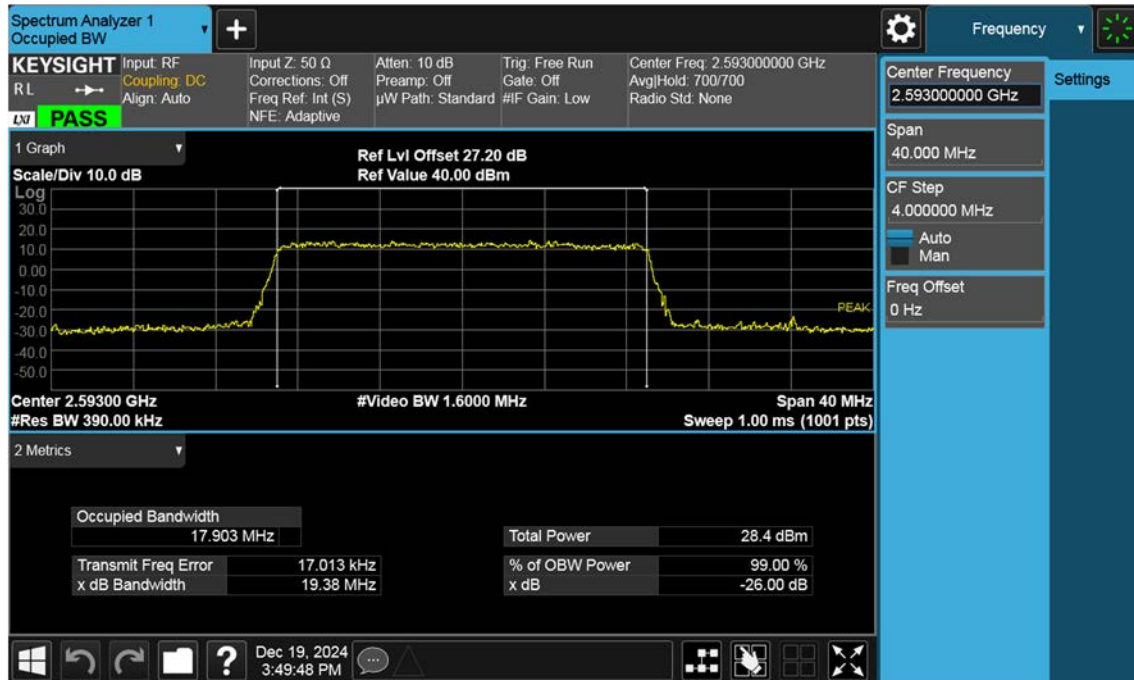 Spectrum Analyzer 1
Occupied BW
+
Frequency
KEYSIGHT
R L
LXI PASS
Input: RF
Coupling: DC
Align: Auto
Input Z: 50 Ω
Corrections: Off
Freq Ref: Int (S)
NFE: Adaptive
Atten: 10 dB
Preamp: Off
µW Path: Standard
#IF Gain: Low
Trig: Free Run
Gate: Off
Center Freq: 2.593000000 GHz
Avg|Hold: 700/700
Radio Std: None
Center Frequency
2.593000000 GHz
Settings
Span
40.000 MHz
CF Step
4.000000 MHz
Auto
Man
Freq Offset
0 Hz
1 Graph
Scale/Div 10.0 dB
Ref Lvl Offset 27.20 dB
Ref Value 40.00 dBm
Log
30.0
20.0
10.0
0.00
-10.0
-20.0
-30.0
-40.0
-50.0
PEAK
Center 2.59300 GHz
#Video BW 1.6000 MHz
Span 40 MHz
#Res BW 390.00 kHz
Sweep 1.00 ms (1001 pts)
2 Metrics
Occupied Bandwidth
17.903 MHz
Total Power 28.4 dBm
Transmit Freq Error 17.013 kHz
% of OBW Power 99.00 %
x dB Bandwidth 19.38 MHz
x dB -26.00 dB
?
Dec 19, 2024
3:49:48 PM